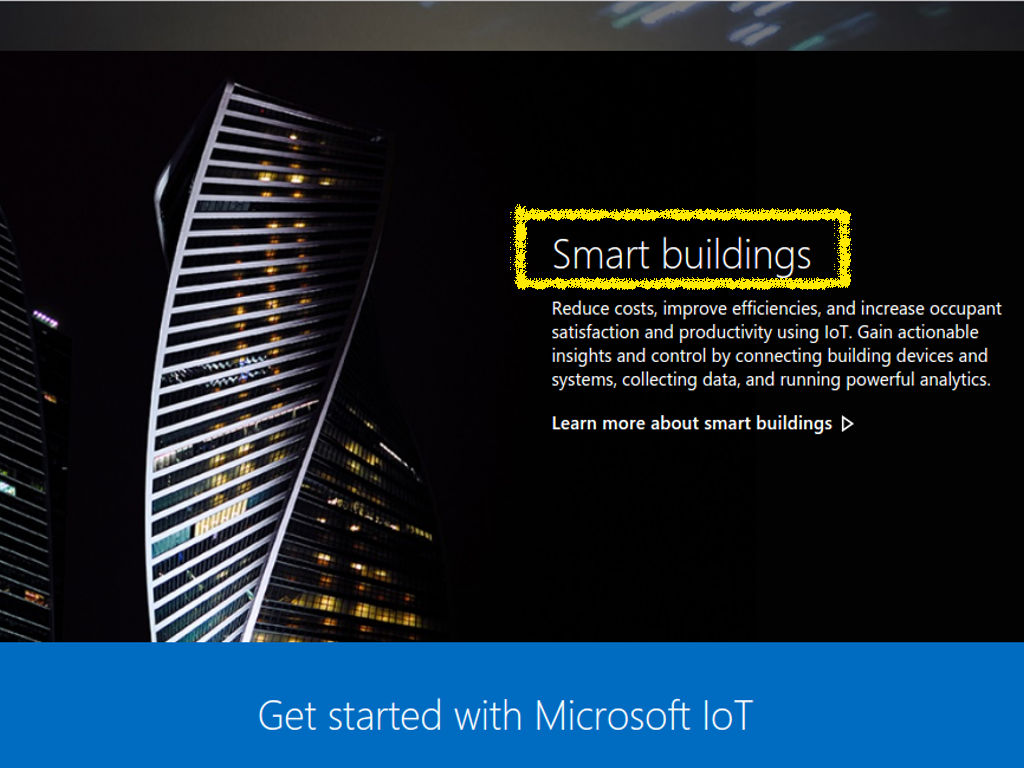 Smart buildings
Reduce costs, improve efficiencies, and increase occupant
satisfaction and productivity using IoT. Gain actionable
insights and control by connecting building devices and
systems, collecting data, and running powerful analytics.
Learn more about smart buildings
Get started with Microsoft IoT